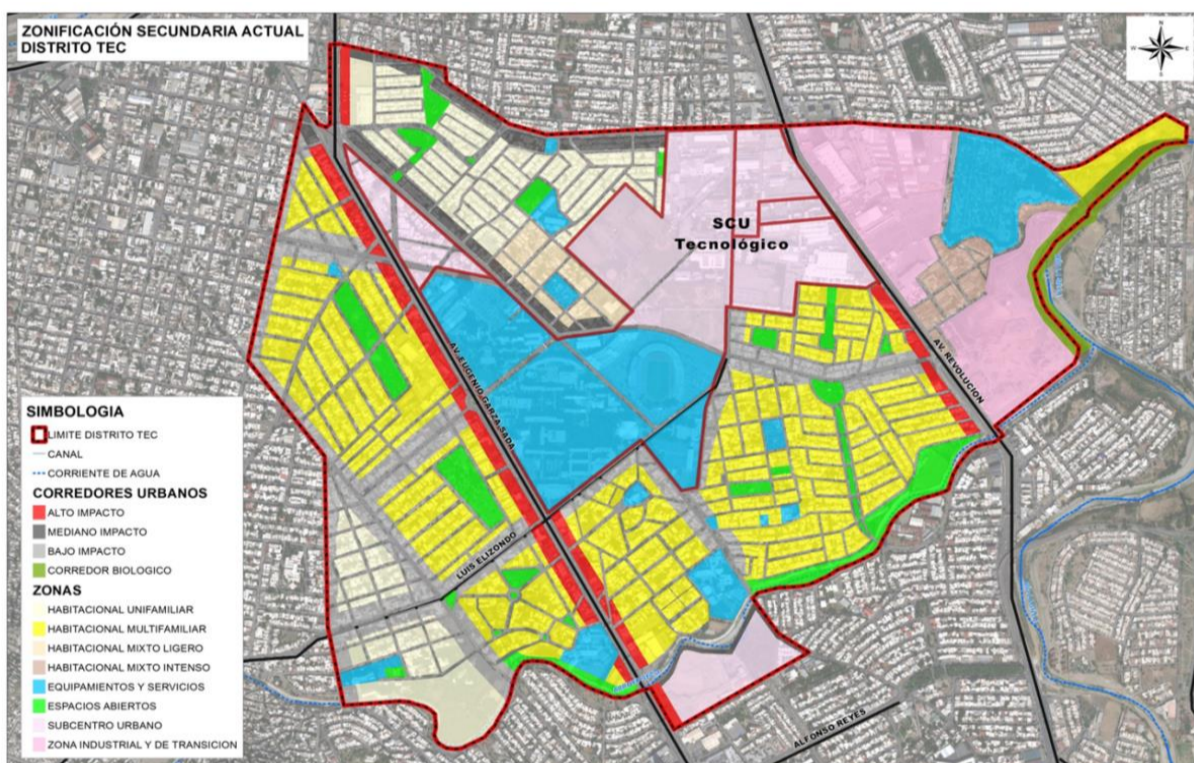 ZONIFICACIÓN SECUNDARIA ACTUAL
DISTRITO TEC
N
W
E
S
SCU
Tecnológico
AV. EUGENIO GARZA SADA
AV. REVOLUCION
LUIS ELIZONDO
ALFONSO REYES
SIMBOLOGIA
LIMITE DISTRITO TEC
CANAL
CORRIENTE DE AGUA
CORREDORES URBANOS
ALTO IMPACTO
MEDIANO IMPACTO
BAJO IMPACTO
CORREDOR BIOLOGICO
ZONAS
HABITACIONAL UNIFAMILIAR
HABITACIONAL MULTIFAMILIAR
HABITACIONAL MIXTO LIGERO
HABITACIONAL MIXTO INTENSO
EQUIPAMIENTOS Y SERVICIOS
ESPACIOS ABIERTOS
SUBCENTRO URBANO
ZONA INDUSTRIAL Y DE TRANSICION